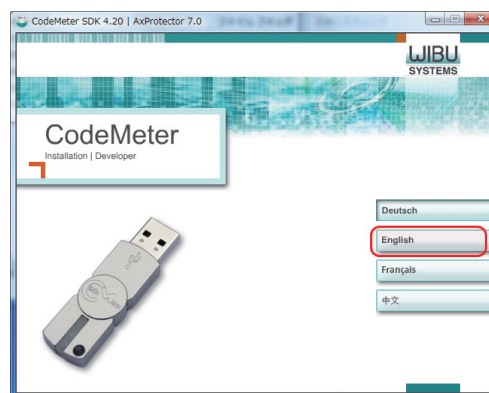 CodeMeter SDK 4.20 | AxProtector 7.0
WIBU
SYSTEMS
CodeMeter
Installation | Developer
Deutsch
English
Français
中文